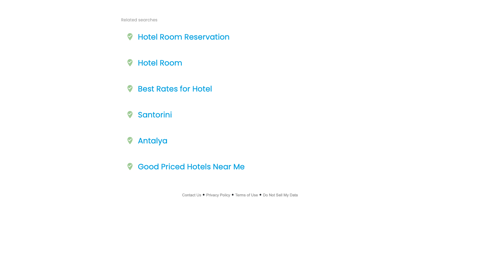 Related searches
Hotel Room Reservation
Hotel Room
Best Rates for Hotel
Santorini
Antalya
Good Priced Hotels Near Me
Contact Us • Privacy Policy • Terms of Use • Do Not Sell My Data